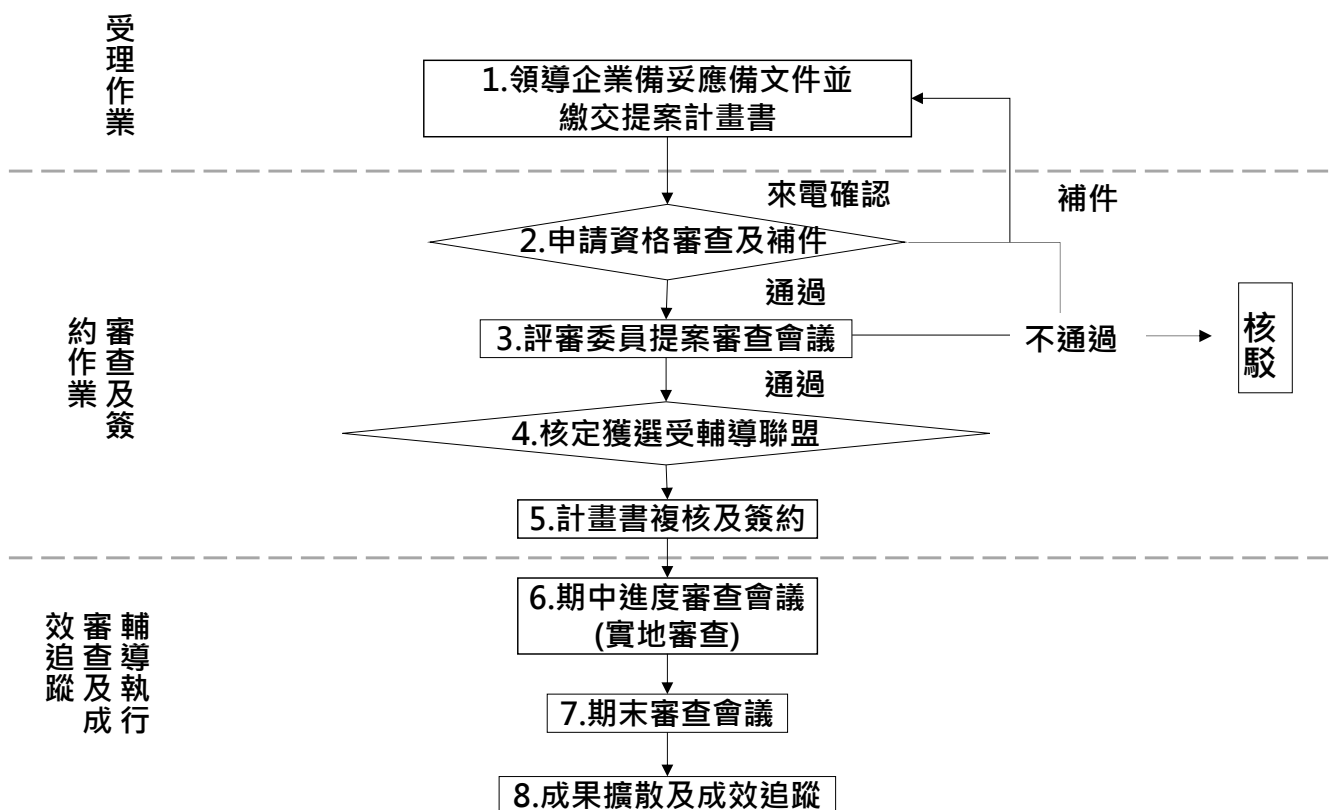 受理作業
1.領導企業備妥應備文件並
繳交提案計畫書
來電確認
補件
2.申請資格審查及補件
通過
審查及簽
約作業
3.評審委員提案審查會議
不通過
核駁
通過
4.核定獲選受輔導聯盟
5.計畫書複核及簽約
輔導執行
審查及成
效追蹤
6.期中進度審查會議
(實地審查)
7.期末審查會議
8.成果擴散及成效追蹤